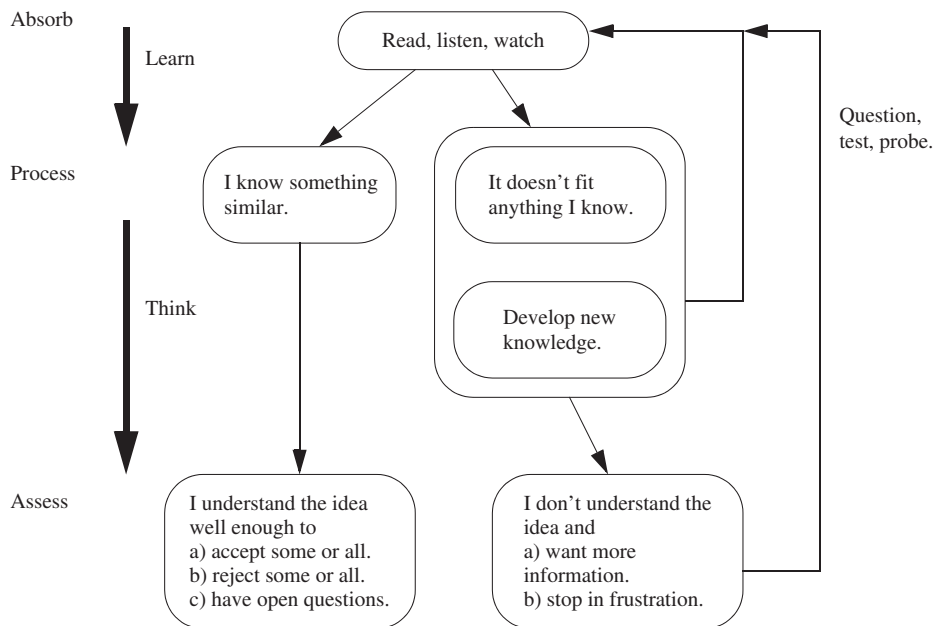 Absorb
Learn
Read, listen, watch
Question,
test, probe.
Process
I know something
similar.
It doesn't fit
anything I know.
Think
Develop new
knowledge.
Assess
I understand the idea
well enough to
a) accept some or all.
b) reject some or all.
c) have open questions.
I don't understand the
idea and
a) want more
information.
b) stop in frustration.